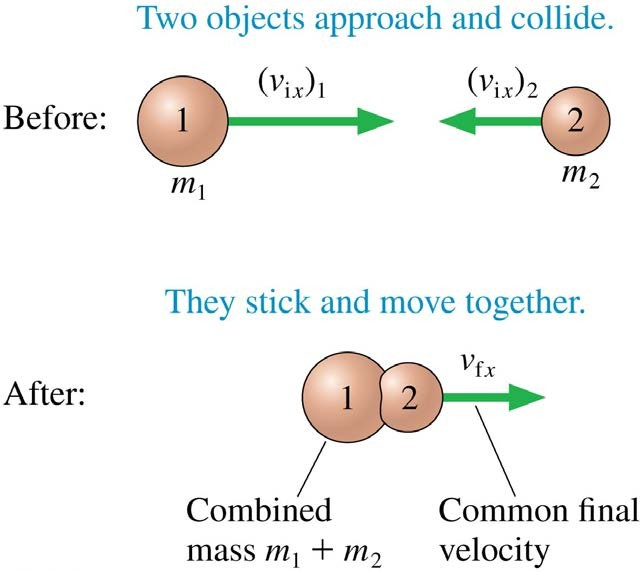 Two objects approach and collide.
(vᵢₓ)₁ (vᵢₓ)₂
Before: 1 2
m₁ m₂
They stick and move together.
v_fx
After: 1 2
Combined Common final
mass m₁ + m₂ velocity